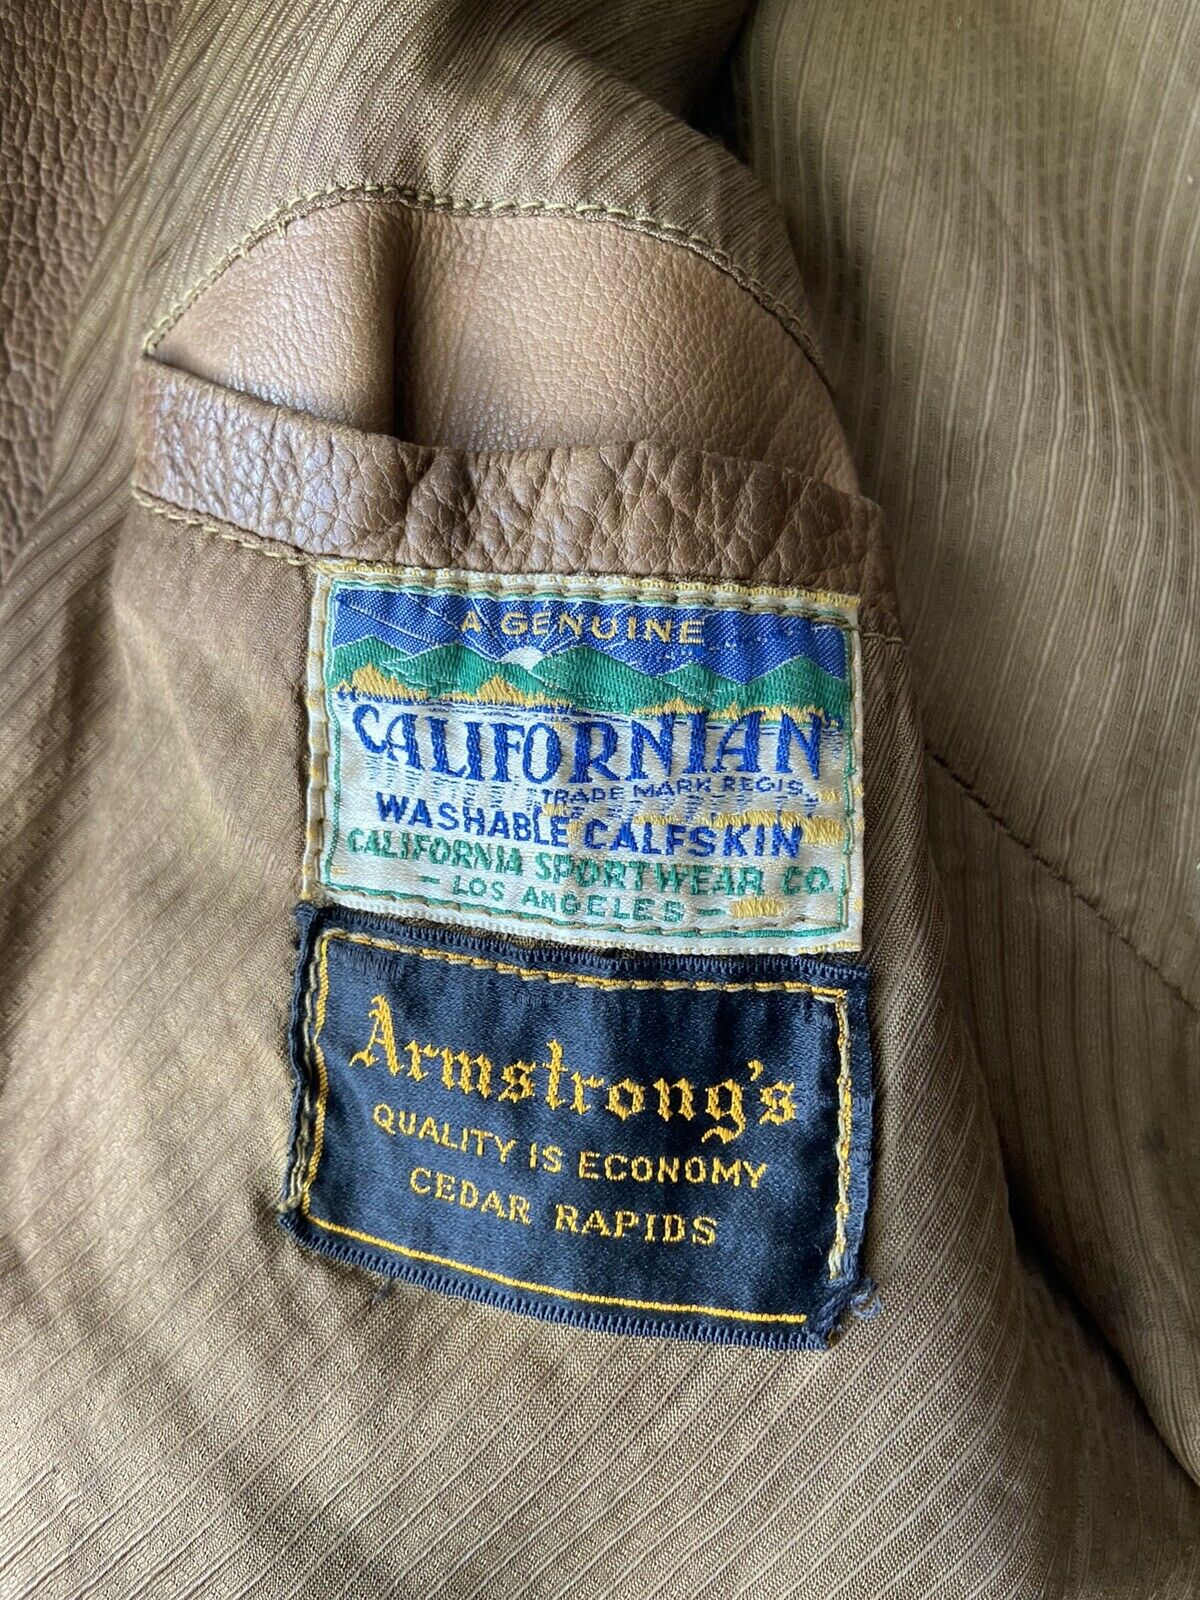 A GENUINE
CALIFORNIAN
TRADE MARK REGIS.
WASHABLE CALFSKIN
CALIFORNIA SPORTWEAR CO.
- LOS ANGELES -
Armstrong's
QUALITY IS ECONOMY
CEDAR RAPIDS